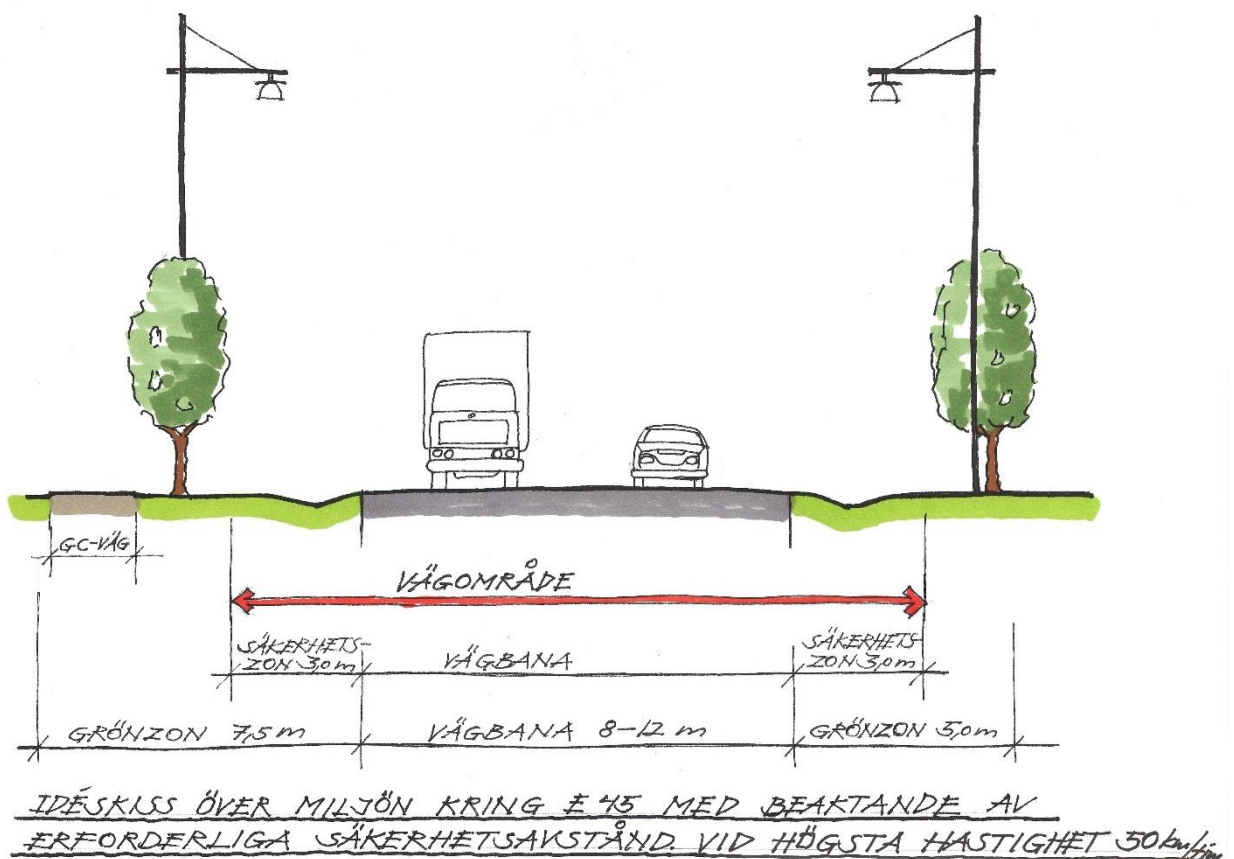 GC-VÄG
VÄGOMRÅDE
SÄKERHETS-
ZON 3,0 m
VÄGBANA
SÄKERHETS-
ZON 3,0 m
GRÖNZON 7,5 m
VÄGBANA 8-12 m
GRÖNZON 5,0 m
IDÉSKISS ÖVER MILJÖN KRING E 45 MED BEAKTANDE AV
ERFORDERLIGA SÄKERHETSAVSTÅND VID HÖGSTA HASTIGHET 50 km/tim